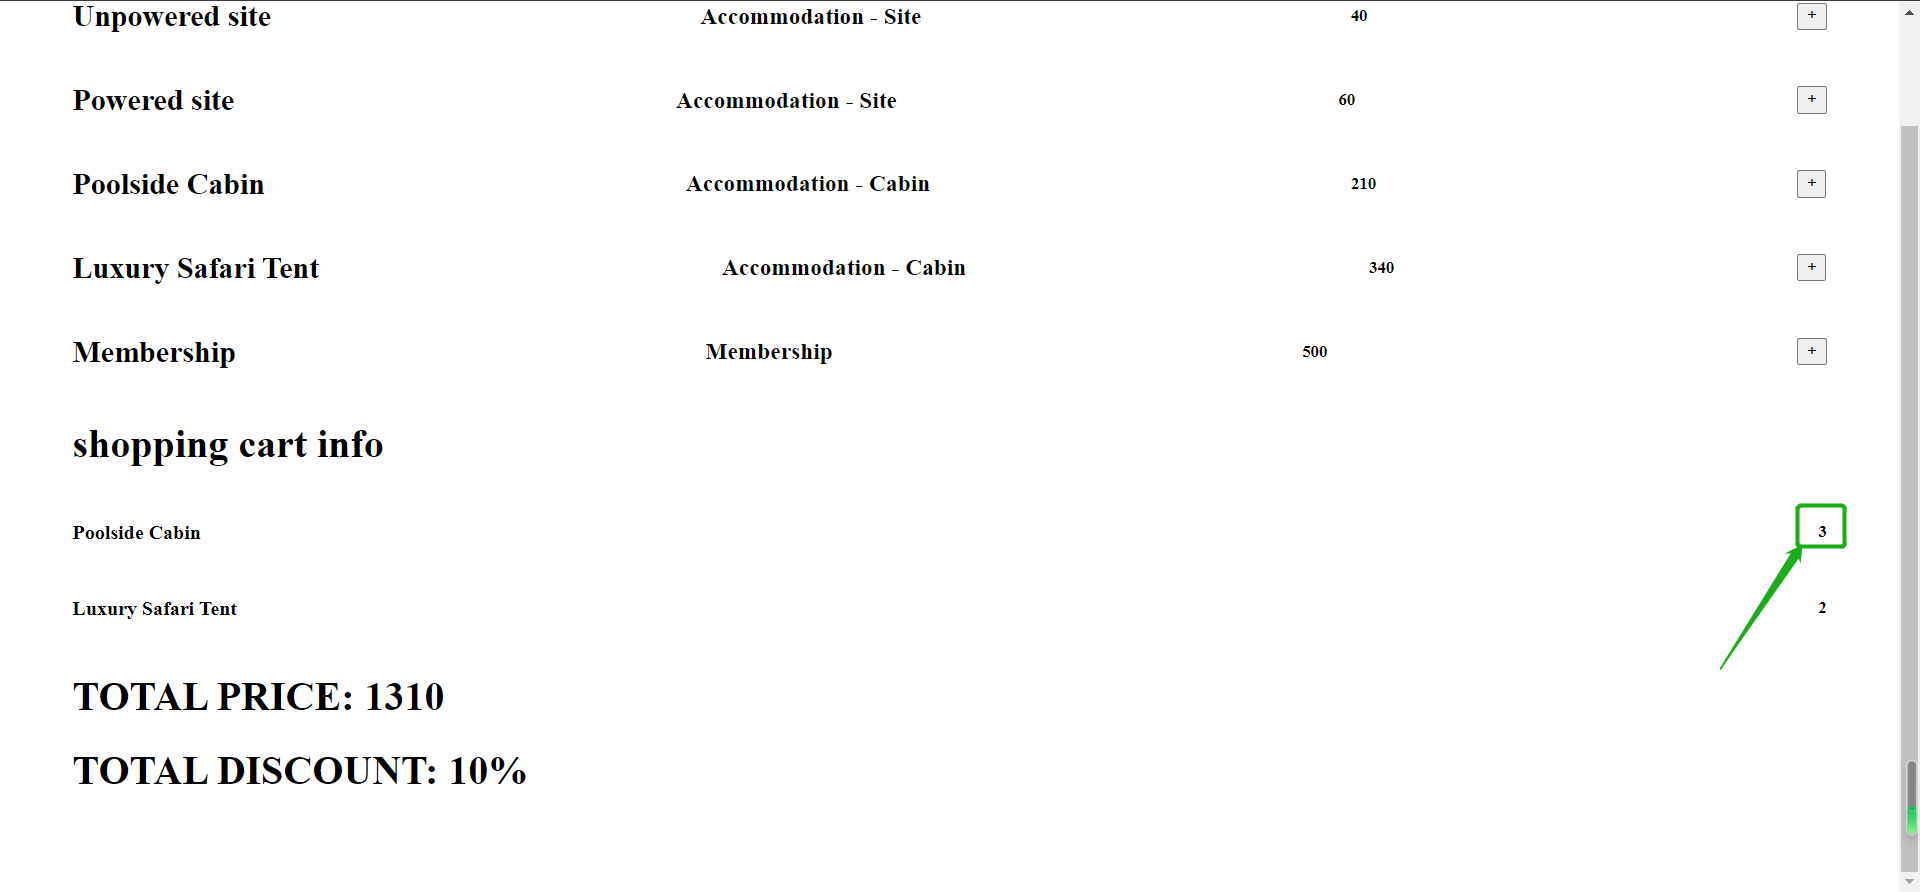 Unpowered site Accommodation - Site 40 +
Powered site Accommodation - Site 60 +
Poolside Cabin Accommodation - Cabin 210 +
Luxury Safari Tent Accommodation - Cabin 340 +
Membership Membership 500 +
shopping cart info
Poolside Cabin 3
Luxury Safari Tent 2
TOTAL PRICE: 1310
TOTAL DISCOUNT: 10%